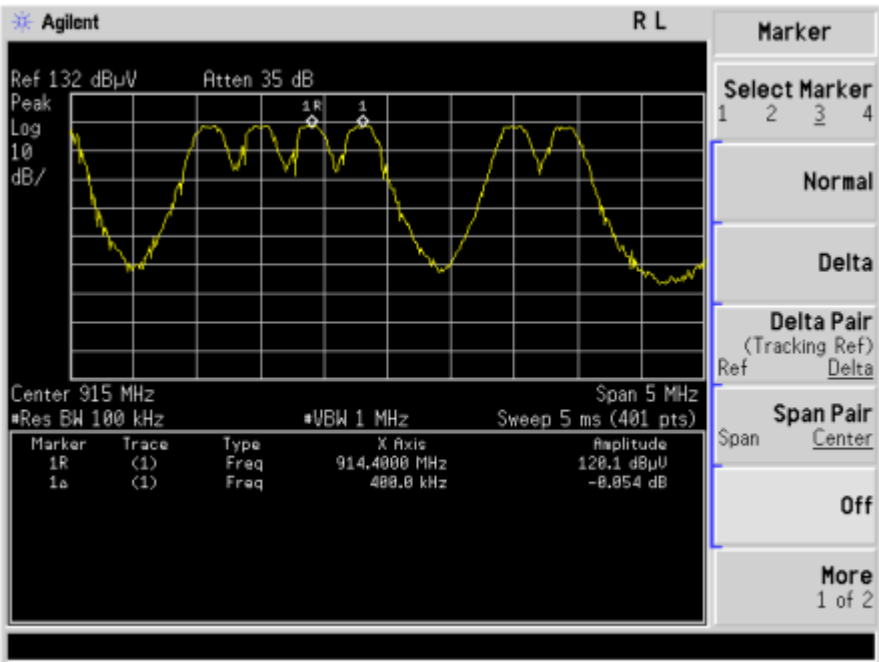 Agilent
R L
Ref 132 dBµV Atten 35 dB
Peak
Log
10
dB/
1R 1
Center 915 MHz Span 5 MHz
#Res BW 100 kHz #VBW 1 MHz Sweep 5 ms (401 pts)
Marker Trace Type X Axis Amplitude
1R (1) Freq 914.4000 MHz 120.1 dBµV
1∆ (1) Freq 400.0 kHz -0.054 dB
Marker
Select Marker
1 2 3 4
Normal
Delta
Delta Pair
(Tracking Ref)
Ref Delta
Span Pair
Span Center
Off
More
1 of 2